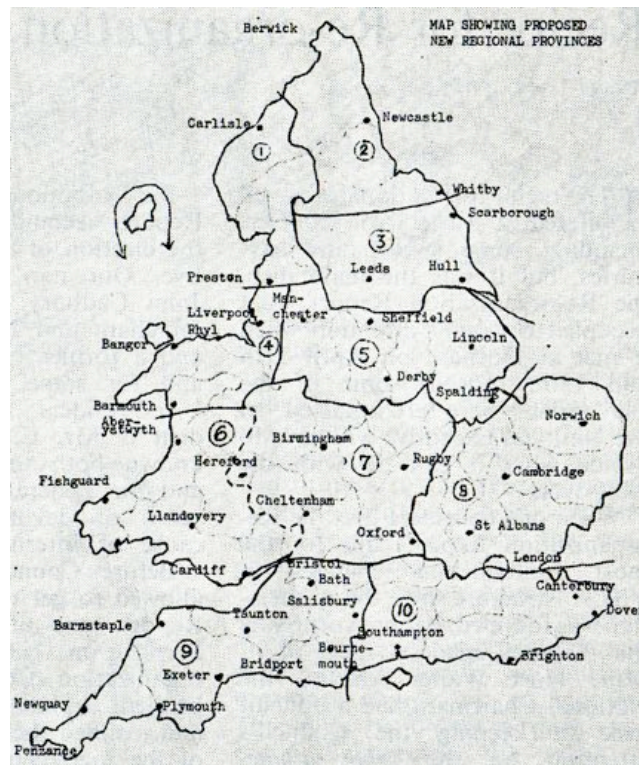 MAP SHOWING PROPOSED
NEW REGIONAL PROVINCES
Berwick
Carlisle
Newcastle
1
2
Whitby
Scarborough
3
Leeds
Hull
Preston
Liverpool
Man-
chester
Sheffield
Rhyl
Bangor
4
5
Lincoln
Derby
Spalding
Barmouth
Aber-
ystwyth
6
Birmingham
Norwich
Hereford
7
Rugby
8
Cambridge
Fishguard
Cheltenham
Llandovery
Oxford
St Albans
London
Cardiff
Bristol
Bath
Canterbury
Salisbury
10
Dove
Barnstaple
Taunton
Southampton
9
Bourne-
mouth
Brighton
Exeter
Bridport
Newquay
Plymouth
Penzance